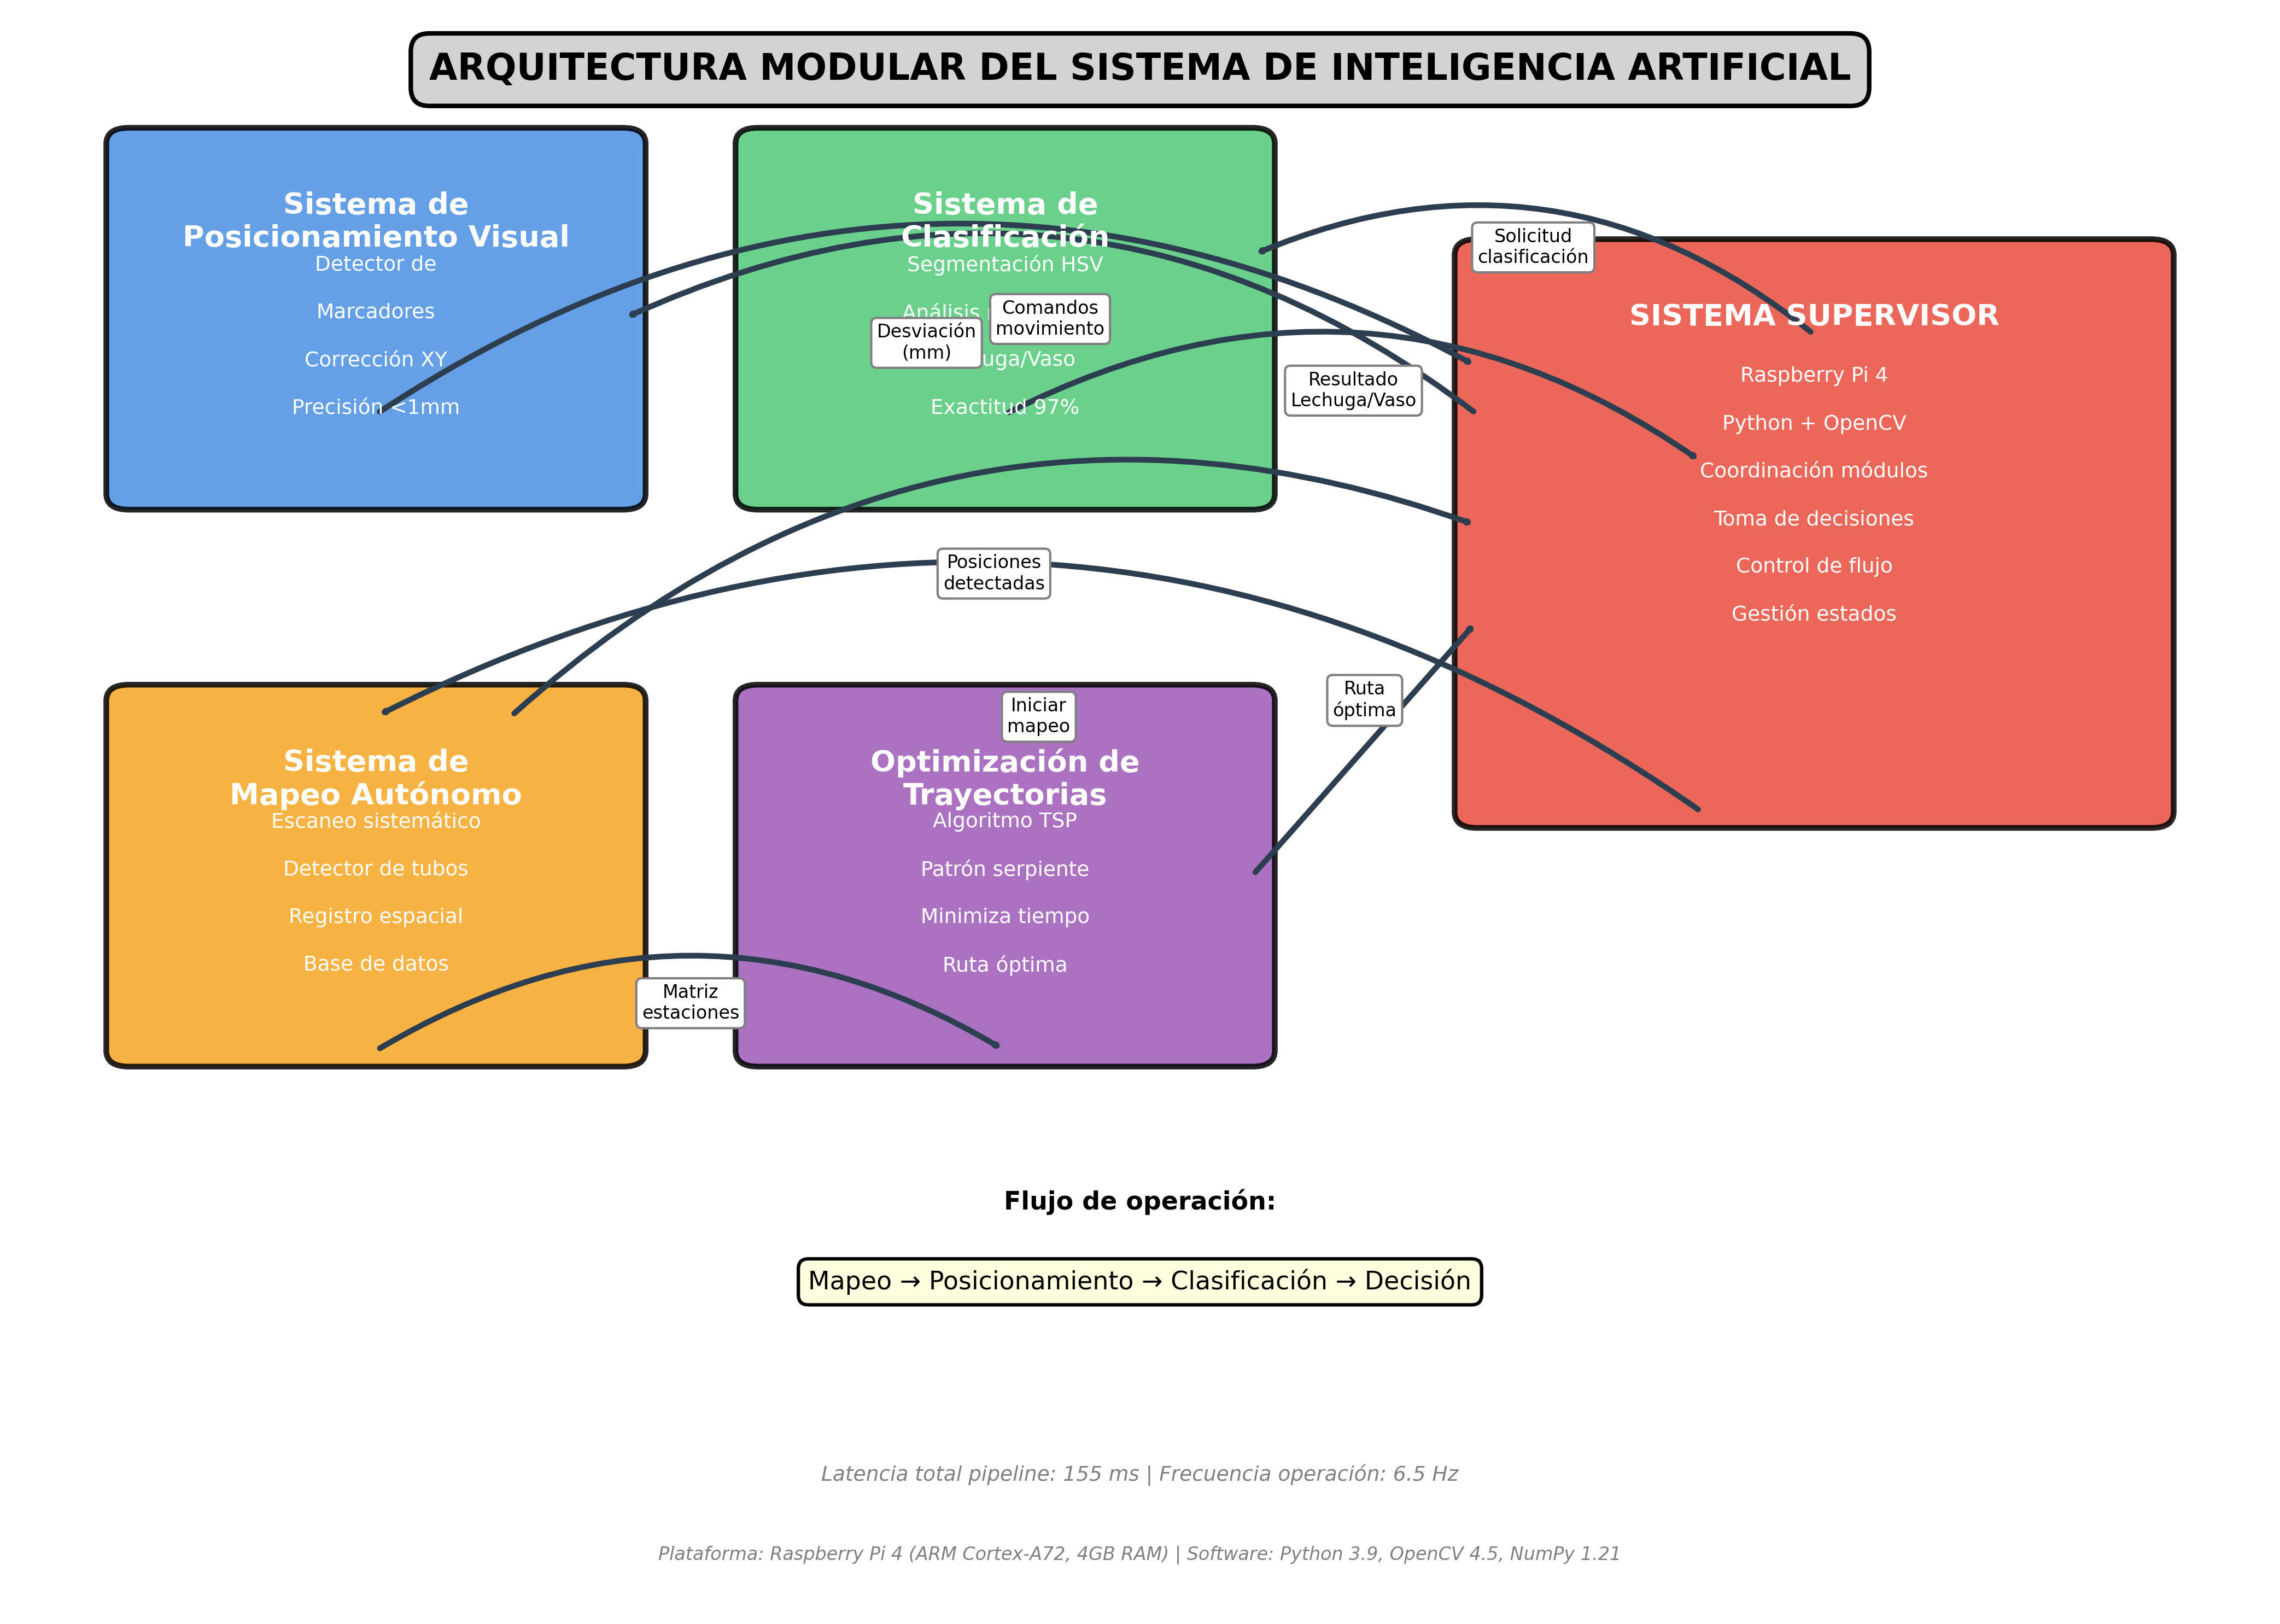 ARQUITECTURA MODULAR DEL SISTEMA DE INTELIGENCIA ARTIFICIAL
Sistema de
Posicionamiento Visual
Detector de
Marcadores
Corrección XY
Precisión <1mm
Sistema de
Clasificación
Segmentación HSV
Análisis
uga/Vaso
Exactitud 97%
Desviación
(mm)
Comandos
movimiento
Solicitud
clasificación
Resultado
Lechuga/Vaso
SISTEMA SUPERVISOR
Raspberry Pi 4
Python + OpenCV
Coordinación módulos
Toma de decisiones
Control de flujo
Gestión estados
Posiciones
detectadas
Iniciar
mapeo
Ruta
óptima
Sistema de
Mapeo Autónomo
Escaneo sistemático
Detector de tubos
Registro espacial
Base de datos
Optimización de
Trayectorias
Algoritmo TSP
Patrón serpiente
Minimiza tiempo
Ruta óptima
Matriz
estaciones
Flujo de operación:
Mapeo → Posicionamiento → Clasificación → Decisión
Latencia total pipeline: 155 ms | Frecuencia operación: 6.5 Hz
Plataforma: Raspberry Pi 4 (ARM Cortex-A72, 4GB RAM) | Software: Python 3.9, OpenCV 4.5, NumPy 1.21